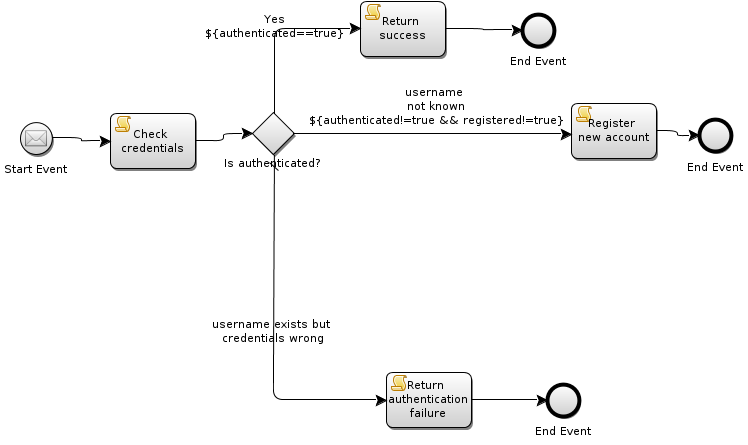 Yes
${authenticated==true}
Return
success
End Event
username
not known
${authenticated!=true && registered!=true}
Register
new account
End Event
Start Event
Check
credentials
Is authenticated?
username exists but
credentials wrong
Return
authentication
failure
End Event